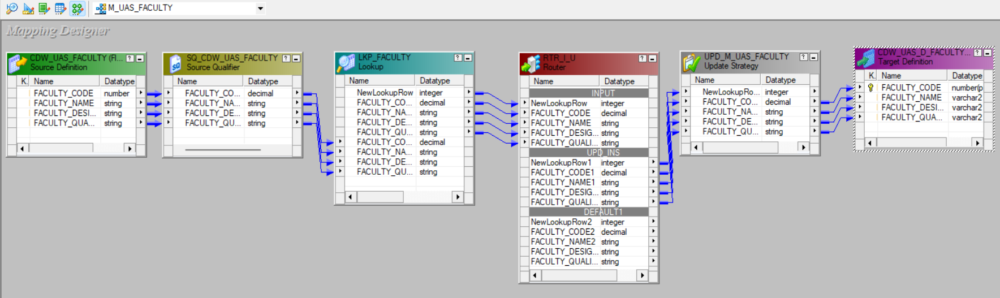 M_UAS_FACULTY
Mapping Designer
CDW_UAS_FACULTY (Fl...
Source Definition
K. Name Datatype
FACULTY_CODE number
FACULTY_NAME string
FACULTY_DESI... string
FACULTY_QUA... string
SQ_CDW_UAS_FACULTY
Source Qualifier
Name Datatype
FACULTY_CO... decimal
FACULTY_NA... string
FACULTY_DE... string
FACULTY_QU... string
LKP_FACULTY
Lookup
Name Datatype
NewLookupRow integer
FACULTY_CO... decimal
FACULTY_NA... string
FACULTY_DE... string
FACULTY_QU... string
FACULTY_CO... decimal
FACULTY_NA... string
FACULTY_DE... string
FACULTY_QU... string
RTR_I_U
Router
Name Datatype
INPUT
NewLookupRow integer
FACULTY_CODE decimal
FACULTY_NAME string
FACULTY_DESIG... string
FACULTY_QUALI... string
UPD_INS
NewLookupRow1 integer
FACULTY_CODE1 decimal
FACULTY_NAME1 string
FACULTY_DESIG... string
FACULTY_QUALI... string
DEFAULT1
NewLookupRow2 integer
FACULTY_CODE2 decimal
FACULTY_NAME2 string
FACULTY_DESIG... string
FACULTY_QUALI... string
UPD_M_UAS_FACULTY
Update Strategy
Name Datatype
NewLookupRo... integer
FACULTY_CO... decimal
FACULTY_NA... string
FACULTY_DE... string
FACULTY_QU... string
CDW_UAS_D_FACULTY...
Target Definition
K. Name Datatype
FACULTY_CODE number(p
FACULTY_NAME varchar2
FACULTY_DESI... varchar2
FACULTY_QUA... varchar2